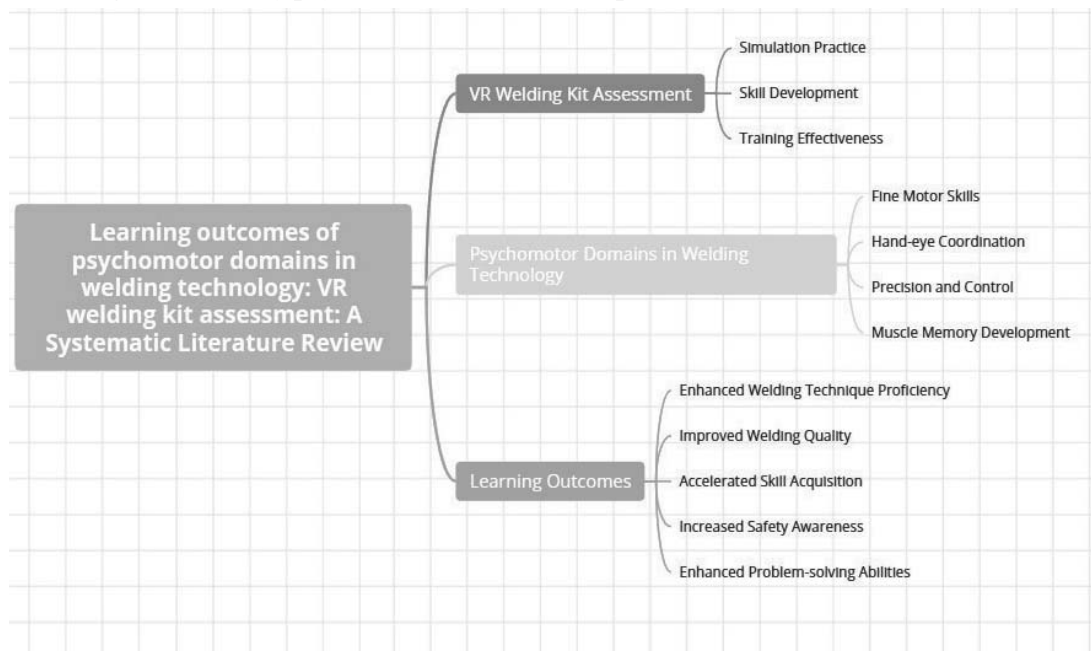 Learning outcomes of
psychomotor domains in
welding technology: VR
welding kit assessment: A
Systematic Literature Review
VR Welding Kit Assessment
Simulation Practice
Skill Development
Training Effectiveness
Psychomotor Domains in Welding
Technology
Fine Motor Skills
Hand-eye Coordination
Precision and Control
Muscle Memory Development
Learning Outcomes
Enhanced Welding Technique Proficiency
Improved Welding Quality
Accelerated Skill Acquisition
Increased Safety Awareness
Enhanced Problem-solving Abilities